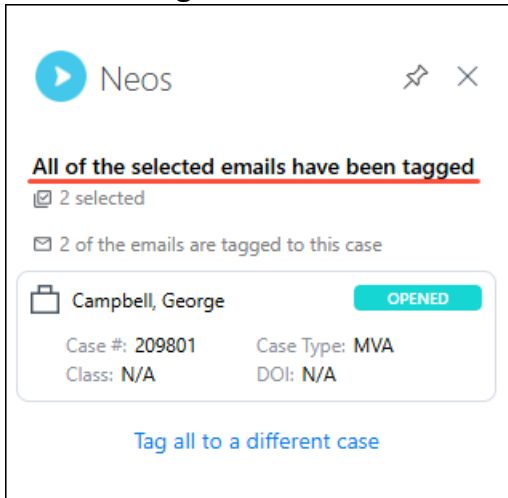 Neos
All of the selected emails have been tagged
2 selected
2 of the emails are tagged to this case
Campbell, George OPENED
Case #: 209801 Case Type: MVA
Class: N/A DOI: N/A
Tag all to a different case